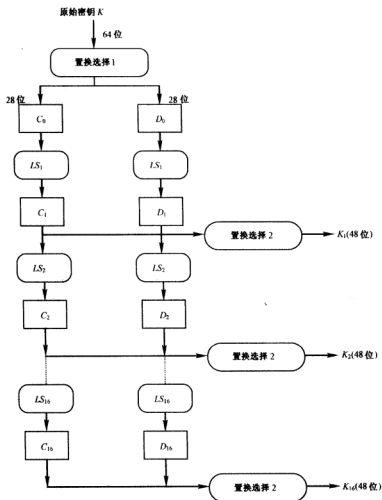 原始密钥 K
64 位
置换选择 1
28 位 28 位
C₀ D₀
LS₁ LS₁
C₁ D₁
置换选择 2 K₁(48 位)
LS₂ LS₂
C₂ D₂
置换选择 2 K₂(48 位)
LS₁₆ LS₁₆
C₁₆ D₁₆
置换选择 2 K₁₆(48 位)